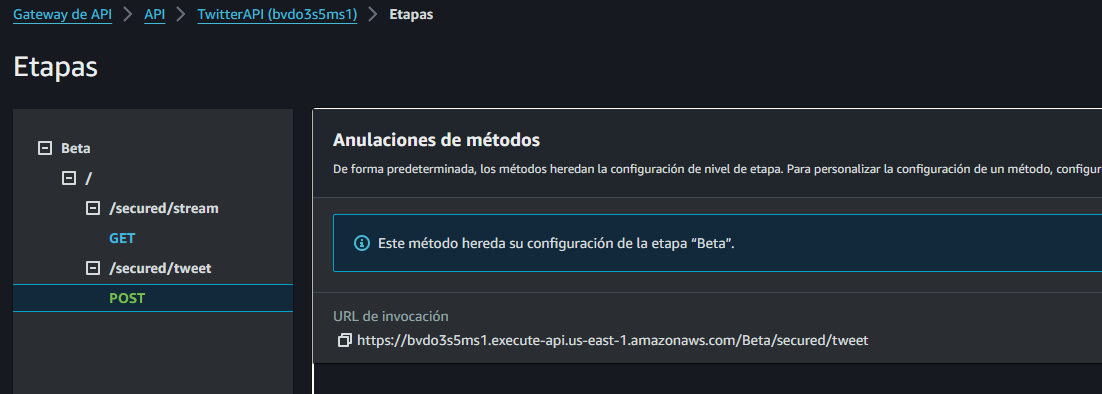 Gateway de API > API > TwitterAPI (bvdo3s5ms1) > Etapas
Etapas
Beta
/
/secured/stream
GET
/secured/tweet
POST
Anulaciones de métodos
De forma predeterminada, los métodos heredan la configuración de nivel de etapa. Para personalizar la configuración de un método, configur
Este método hereda su configuración de la etapa “Beta”.
URL de invocación
https://bvdo3s5ms1.execute-api.us-east-1.amazonaws.com/Beta/secured/tweet